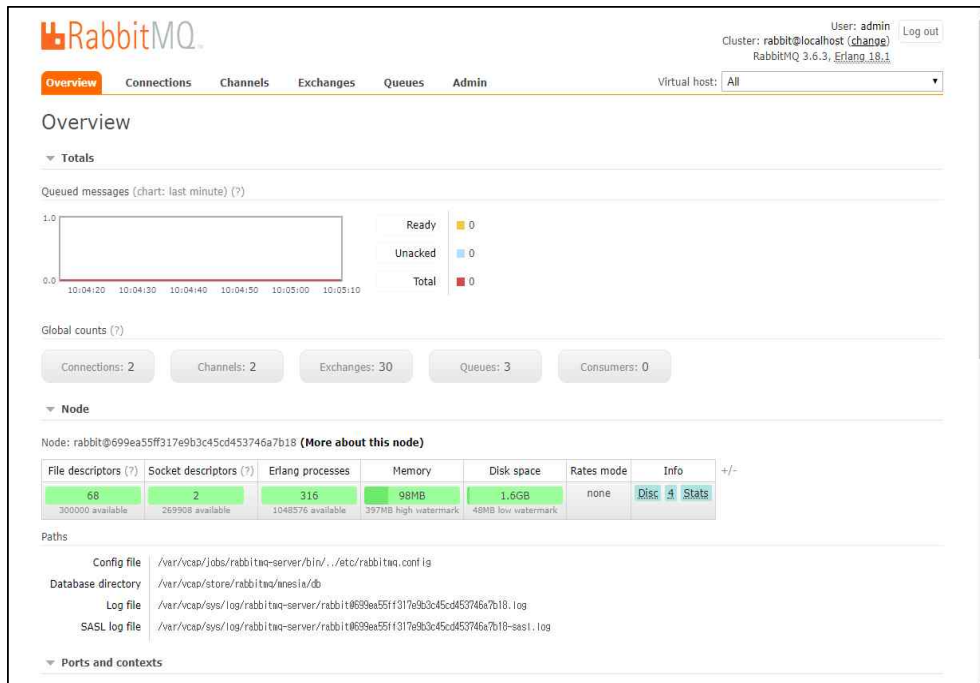 RabbitMQ
User: admin
Log out
Cluster: rabbit@localhost (change)
RabbitMQ 3.6.3, Erlang 18.1
Overview Connections Channels Exchanges Queues Admin
Virtual host: All
Overview
Totals
Queued messages (chart: last minute) (?)
1.0
0.0
10:04:20 10:04:30 10:04:40 10:04:50 10:05:00 10:05:10
Ready 0
Unacked 0
Total 0
Global counts (?)
Connections: 2 Channels: 2 Exchanges: 30 Queues: 3 Consumers: 0
Node
Node: rabbit@699ea55ff317e9b3c45cd453746a7b18 (More about this node)
File descriptors (?) Socket descriptors (?) Erlang processes Memory Disk space Rates mode Info +/-
68 2 316 98MB 1.6GB none Disc 4 Stats
300000 available 269908 available 1048576 available 397MB high watermark 48MB low watermark
Paths
Config file /var/vcap/jobs/rabbitmq-server/bin/../etc/rabbitmq.config
Database directory /var/vcap/store/rabbitmq/mnesia/db
Log file /var/vcap/sys/log/rabbitmq-server/rabbit@699ea55ff317e9b3c45cd453746a7b18.log
SASL log file /var/vcap/sys/log/rabbitmq-server/rabbit@699ea55ff317e9b3c45cd453746a7b18-sasl.log
Ports and contexts